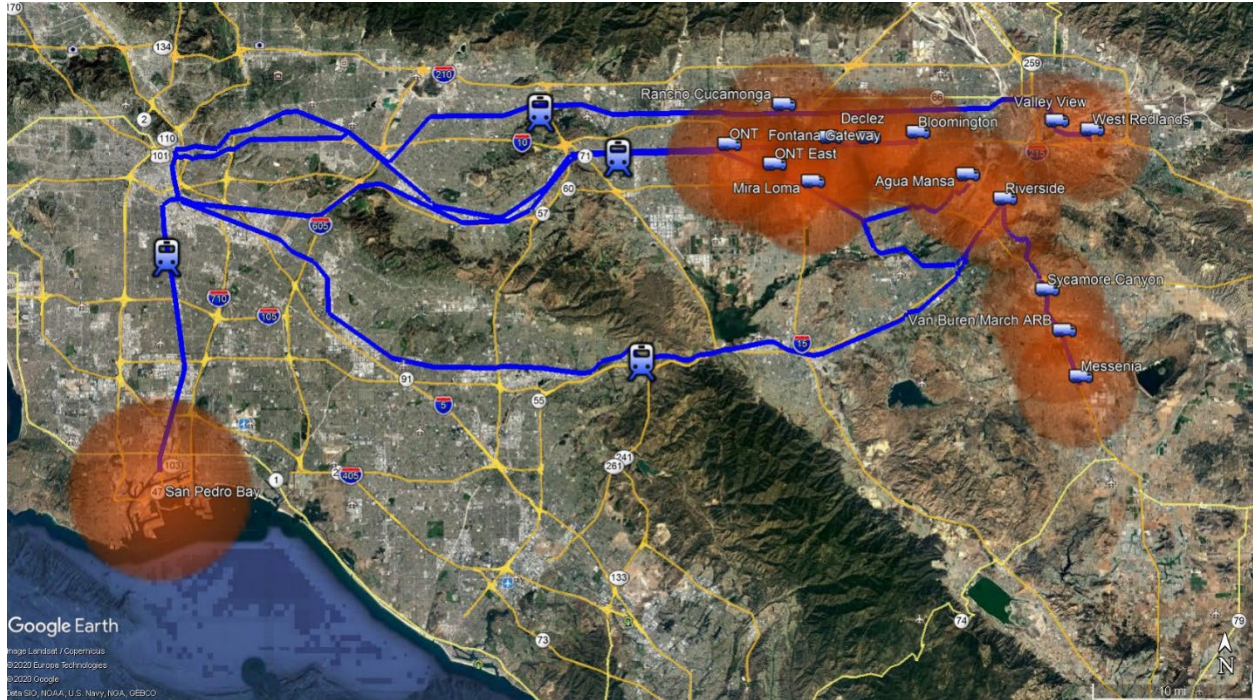 170
134
2
110
101
210
10
71
60
57
605
710
105
91
5
55
241
261
1
405
133
73
74
79
15
215
259
66
103
47
Rancho Cucamonga
ONT
Fontana Gateway
Declez
Bloomington
Valley View
West Redlands
ONT East
Mira Loma
Agua Mansa
Riverside
Sycamore Canyon
Van Buren/March ARB
Messenia
San Pedro Bay
Google Earth
Image Landsat / Copernicus
©2020 Europa Technologies
©2020 Google
Data SIO, NOAA, U.S. Navy, NGA, GEBCO
N
10 mi